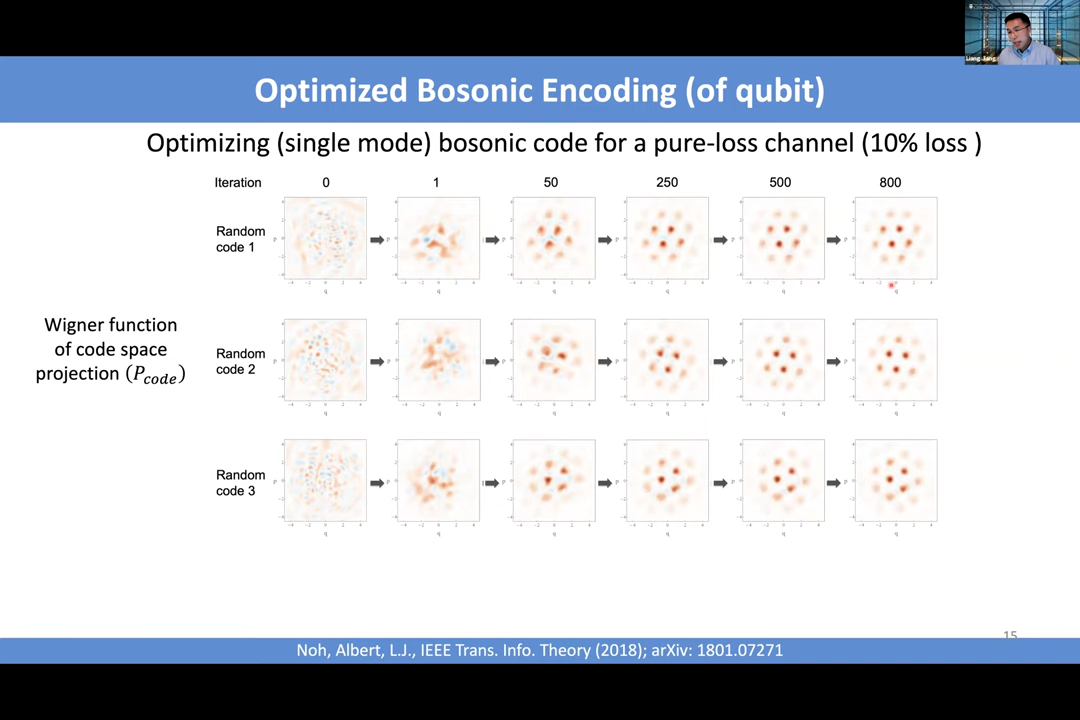 Liang Jiang
Optimized Bosonic Encoding (of qubit)
Optimizing (single mode) bosonic code for a pure-loss channel (10% loss )
Iteration 0 1 50 250 500 800
Random
code 1
Wigner function
of code space
projection (P_code)
Random
code 2
Random
code 3
15
Noh, Albert, L.J., IEEE Trans. Info. Theory (2018); arXiv: 1801.07271